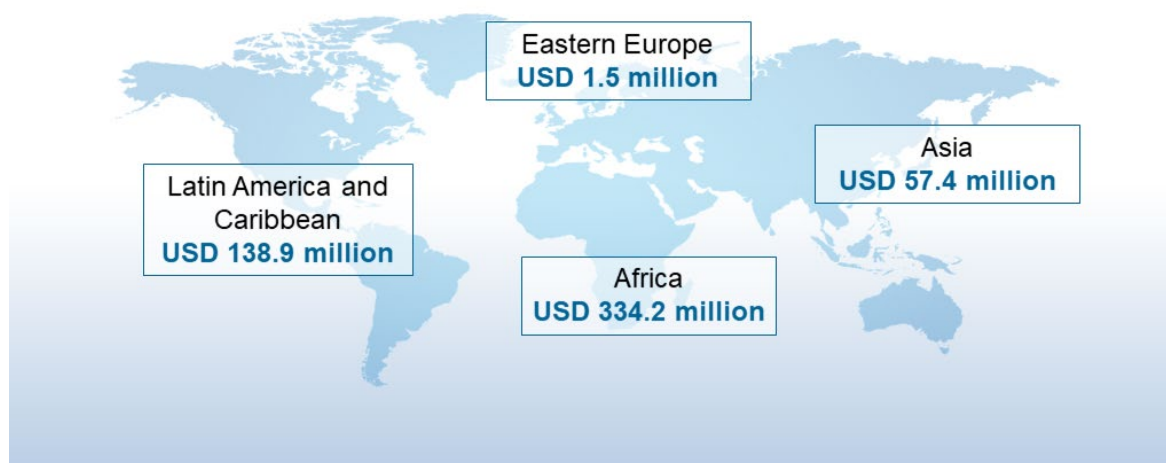 Eastern Europe
USD 1.5 million
Asia
USD 57.4 million
Latin America and
Caribbean
USD 138.9 million
Africa
USD 334.2 million